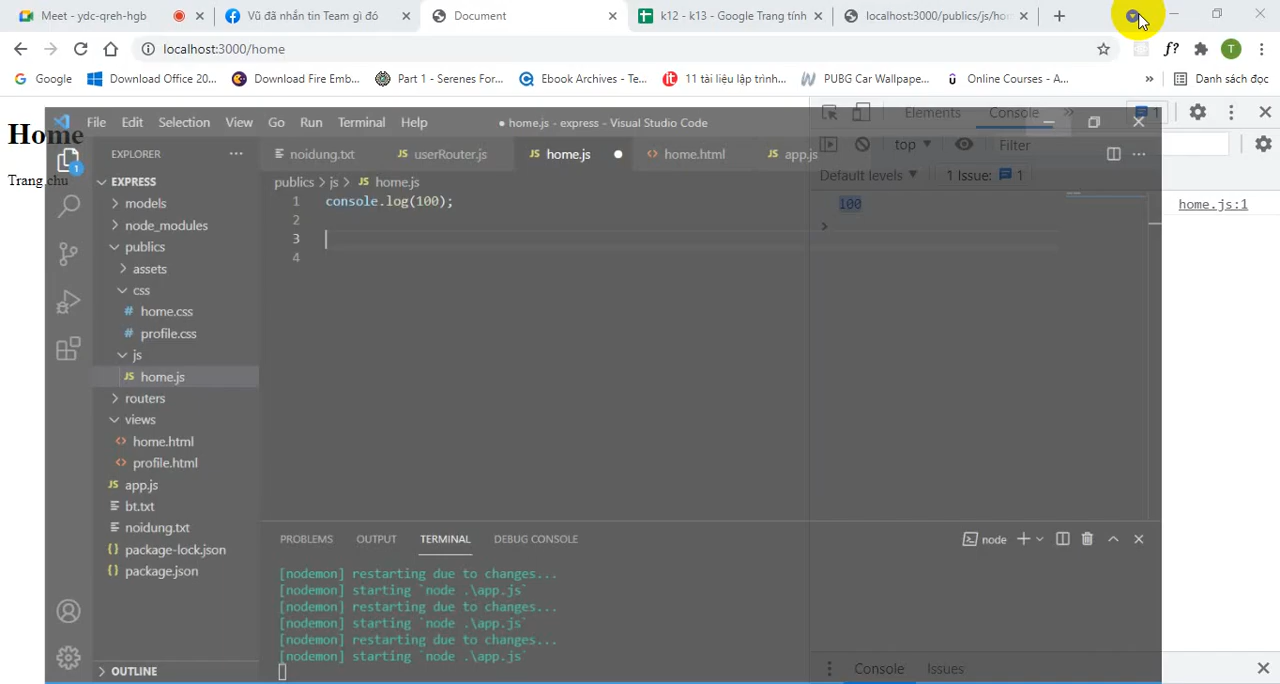 Meet - ydc-qreh-hgb
Vũ đã nhắn tin Team gì đó
Document
k12 - k13 - Google Trang tính
localhost:3000/publics/js/hom
localhost:3000/home
f?
T
Google
Download Office 20...
Download Fire Emb...
Part 1 - Serenes For...
Ebook Archives - Te...
11 tài liệu lập trình...
PUBG Car Wallpape...
Online Courses - A...
»
Danh sách đọc
Home
Trang chu
File Edit Selection View Go Run Terminal Help
● home.js - express - Visual Studio Code
Elements
Console
»
1
EXPLORER
noidung.txt
JS userRouter.js
JS home.js
<> home.html
JS app.js
top
Filter
publics > js > JS home.js
Default levels
1 Issue:
1
EXPRESS
1 console.log(100);
100
home.js:1
models
2
node_modules
>
3
publics
4
assets
css
# home.css
# profile.css
js
JS home.js
routers
views
<> home.html
<> profile.html
JS app.js
bt.txt
noidung.txt
{} package-lock.json
{} package.json
OUTLINE
PROBLEMS OUTPUT TERMINAL DEBUG CONSOLE
node
[nodemon] restarting due to changes...
[nodemon] starting `node .\app.js`
[nodemon] restarting due to changes...
[nodemon] starting `node .\app.js`
[nodemon] restarting due to changes...
[nodemon] starting `node .\app.js`
Console
Issues